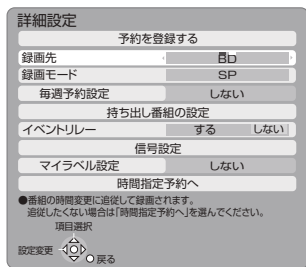 詳細設定
予約を登録する
録画先 BD
録画モード SP
毎週予約設定 しない
持ち出し番組の設定
イベントリレー する しない
信号設定
マイラベル設定 しない
時間指定予約へ
●番組の時間変更に追従して録画されます。
追従したくない場合は「時間指定予約へ」を選んでください。
項目選択
設定変更 戻る